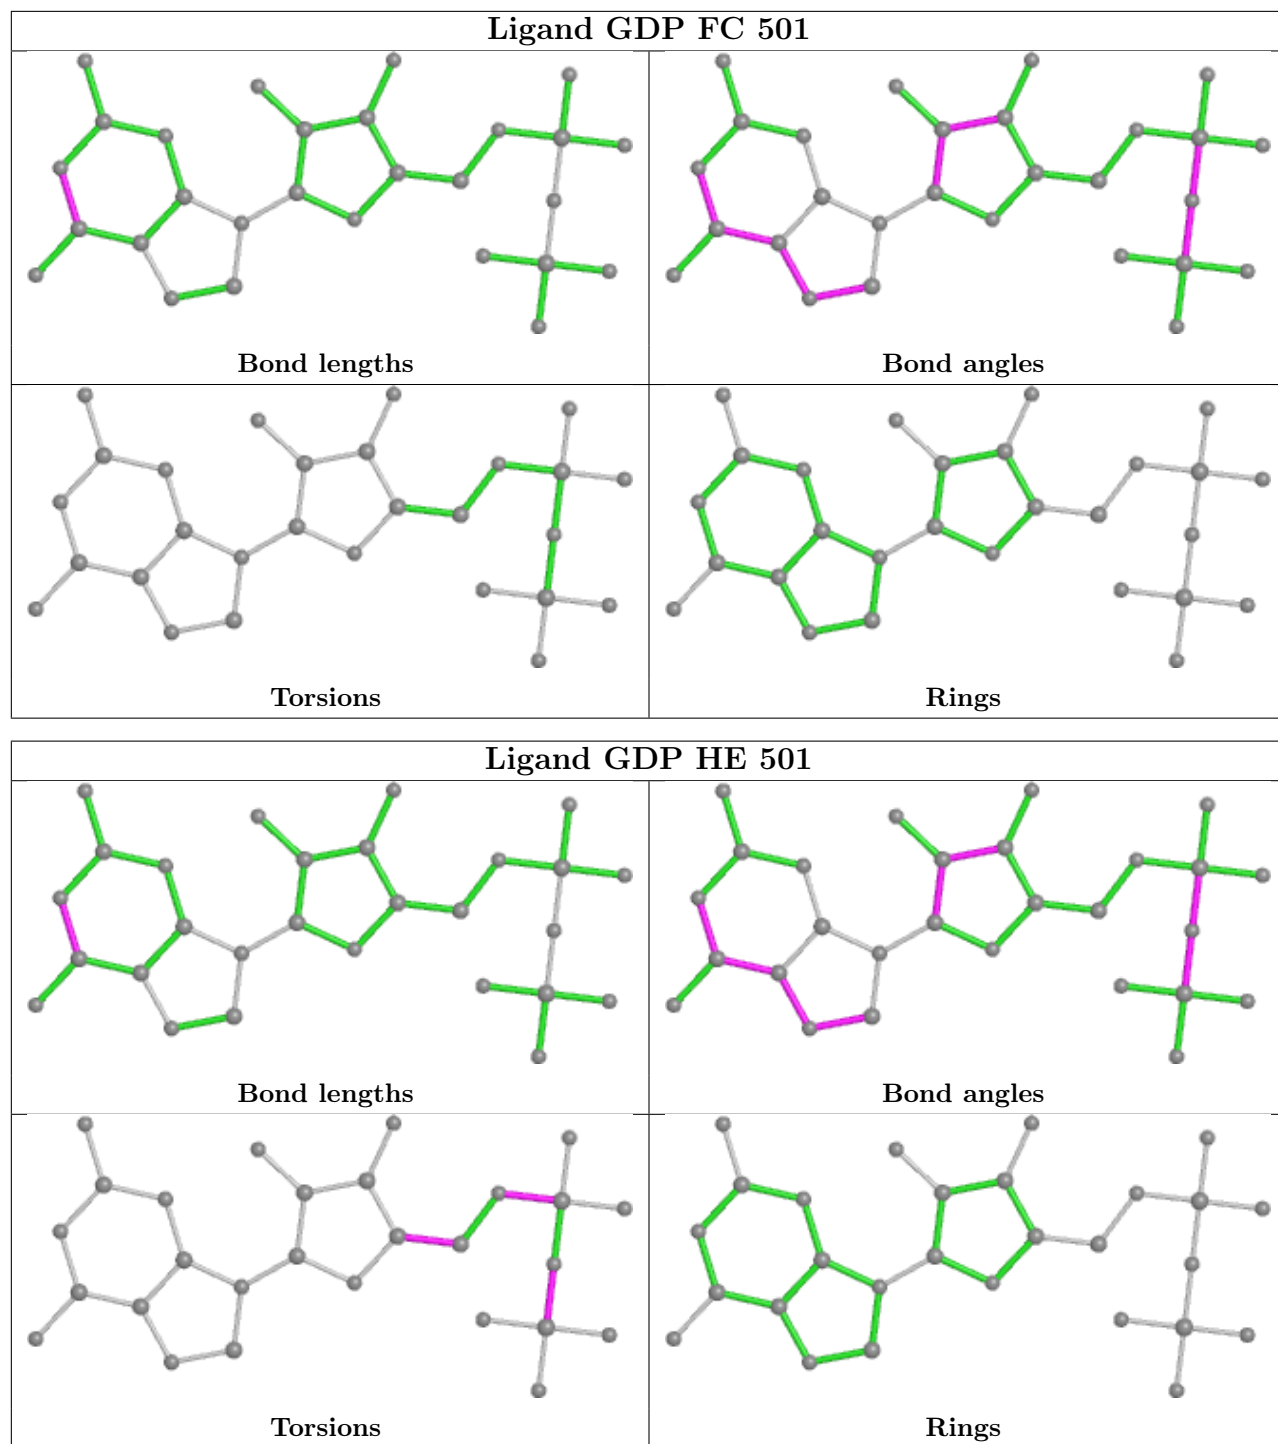 Ligand GDP FC 501
Bond lengths
Bond angles
Torsions
Rings
Ligand GDP HE 501
Bond lengths
Bond angles
Torsions
Rings